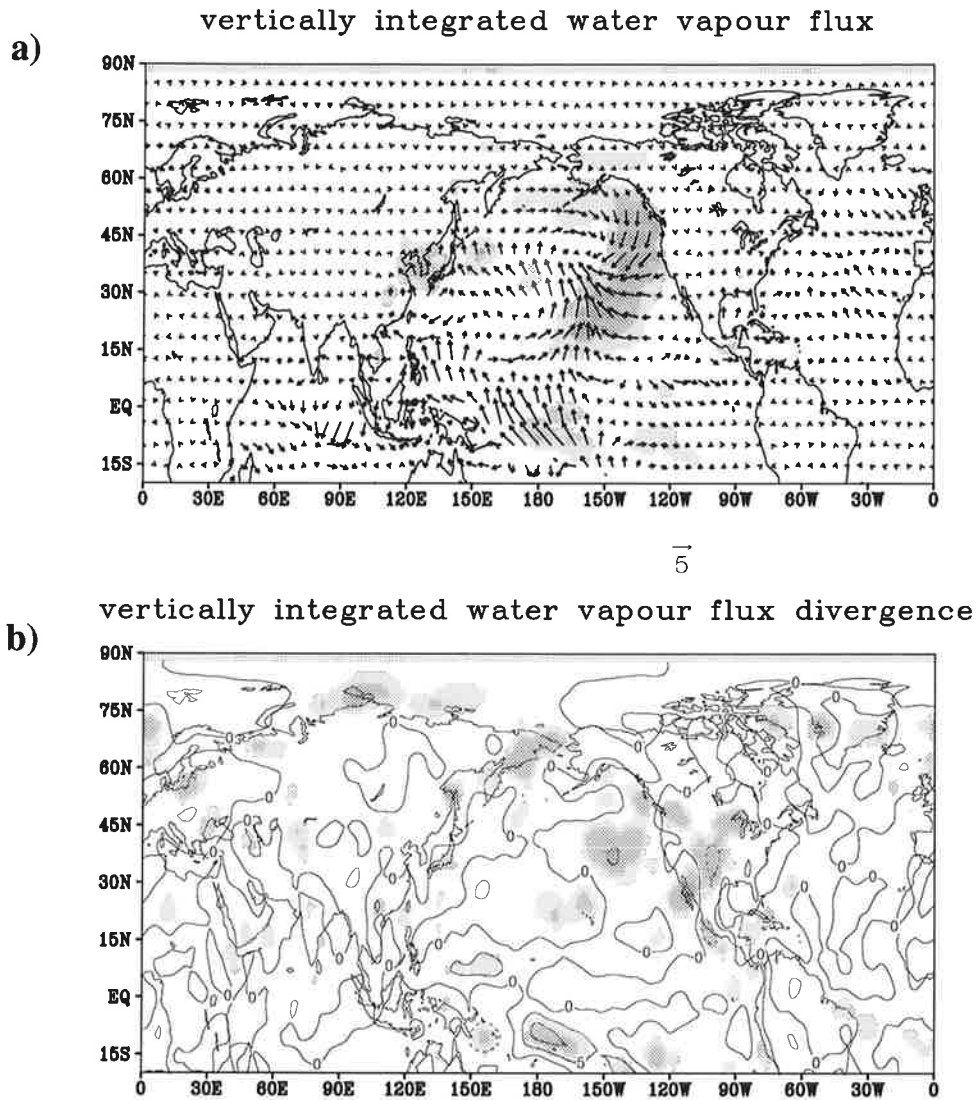 vertically integrated water vapour flux
a)
90N
75N
60N
45N
30N
15N
EQ
15S
0 30E 60E 90E 120E 150E 180 150W 120W 90W 60W 30W 0
5
vertically integrated water vapour flux divergence
b)
90N
75N
60N
45N
30N
15N
EQ
15S
0 30E 60E 90E 120E 150E 180 150W 120W 90W 60W 30W 0